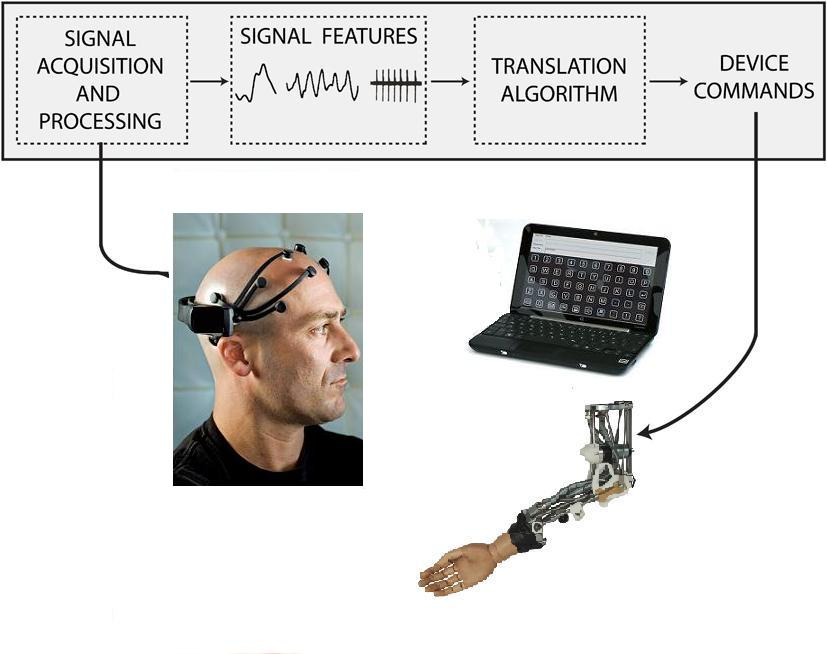 SIGNAL
ACQUISITION
AND
PROCESSING
SIGNAL FEATURES
TRANSLATION
ALGORITHM
DEVICE
COMMANDS